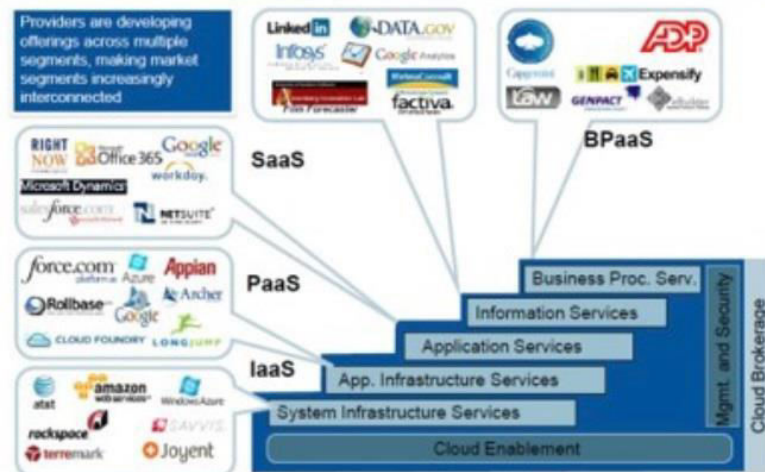 Providers are developing
offerings across multiple
segments, making market
segments increasingly
interconnected
LinkedIn
DATA.GOV
Infosys
Google Analytics
factiva.
ADP
Capgemini
Expensify
GENPACT
BPaaS
SaaS
RIGHT
NOW
Office 365
Google
workday.
Microsoft Dynamics
salesforce.com
NETSUITE
PaaS
force.com
Azure
Appian
Rollbase
Google
Archer
CLOUD FOUNDRY
LONGJUMP
IaaS
at&t
amazon
web services
Windows Azure
rackspace
SAVVIS
terremark
Joyent
Business Proc. Serv.
Information Services
Application Services
App. Infrastructure Services
System Infrastructure Services
Cloud Enablement
Mgmt. and Security
Cloud Brokerage